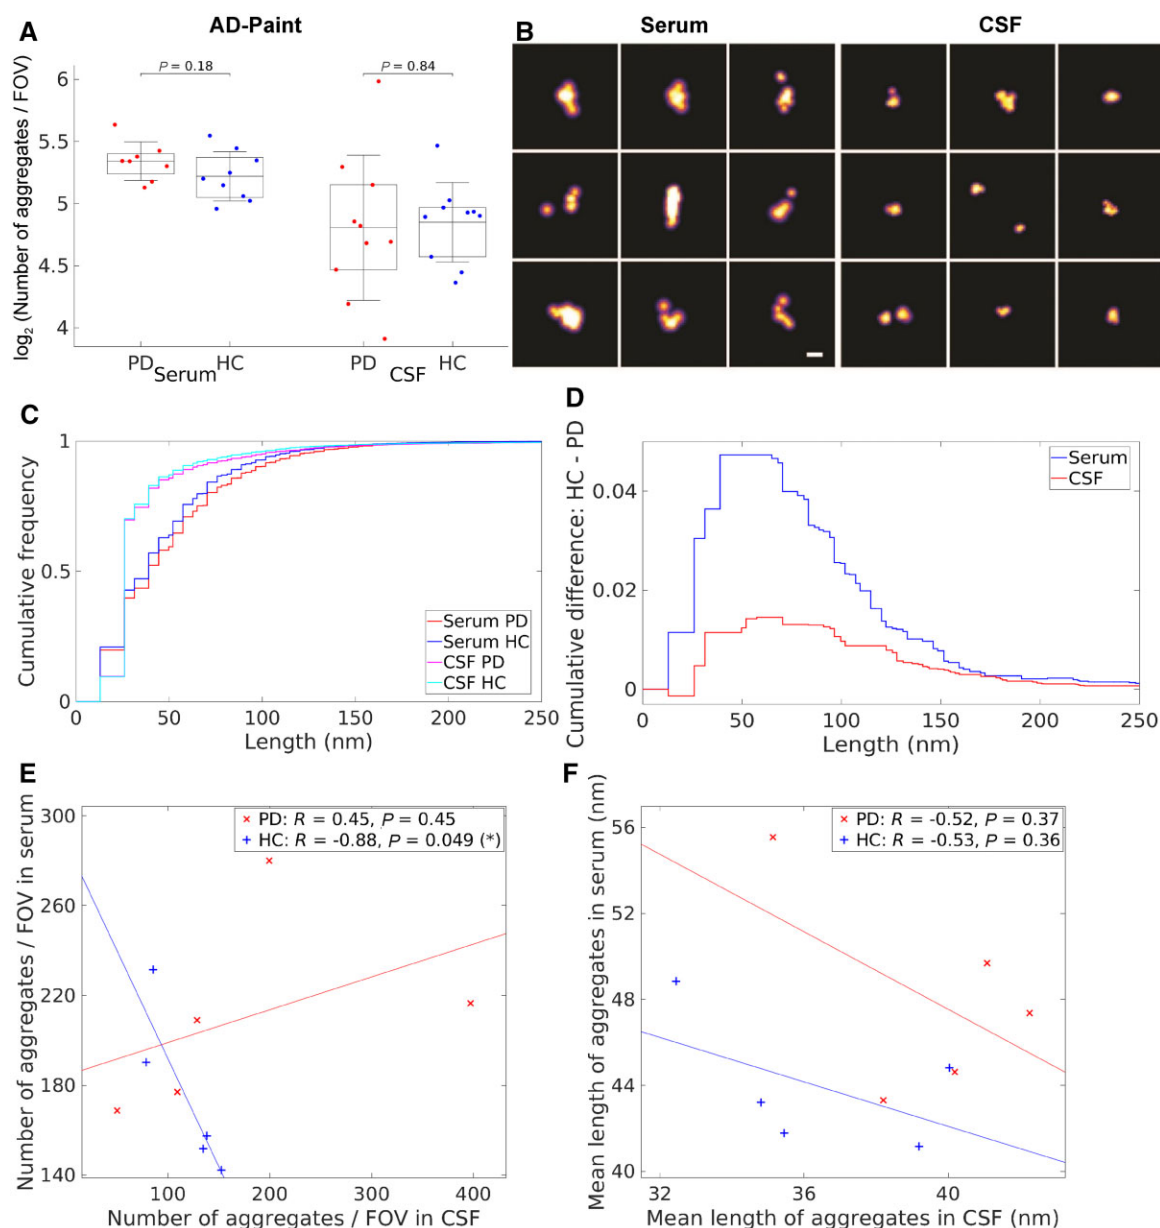 A
AD-Paint
log₂ (Number of aggregates / FOV)
6
5.5
5
4.5
4
P = 0.18
P = 0.84
PD
HC
PD
HC
Serum
CSF
B
Serum
CSF
C
Cumulative frequency
1
0.5
0
0
50
100
150
200
250
Length (nm)
Serum PD
Serum HC
CSF PD
CSF HC
D
Cumulative difference: HC - PD
0.04
0.02
0
0
50
100
150
200
250
Length (nm)
Serum
CSF
E
Number of aggregates / FOV in serum
300
260
220
180
140
100
200
300
400
Number of aggregates / FOV in CSF
PD: R = 0.45, P = 0.45
HC: R = -0.88, P = 0.049 (*)
F
Mean length of aggregates in serum (nm)
56
52
48
44
40
32
36
40
Mean length of aggregates in CSF (nm)
PD: R = -0.52, P = 0.37
HC: R = -0.53, P = 0.36